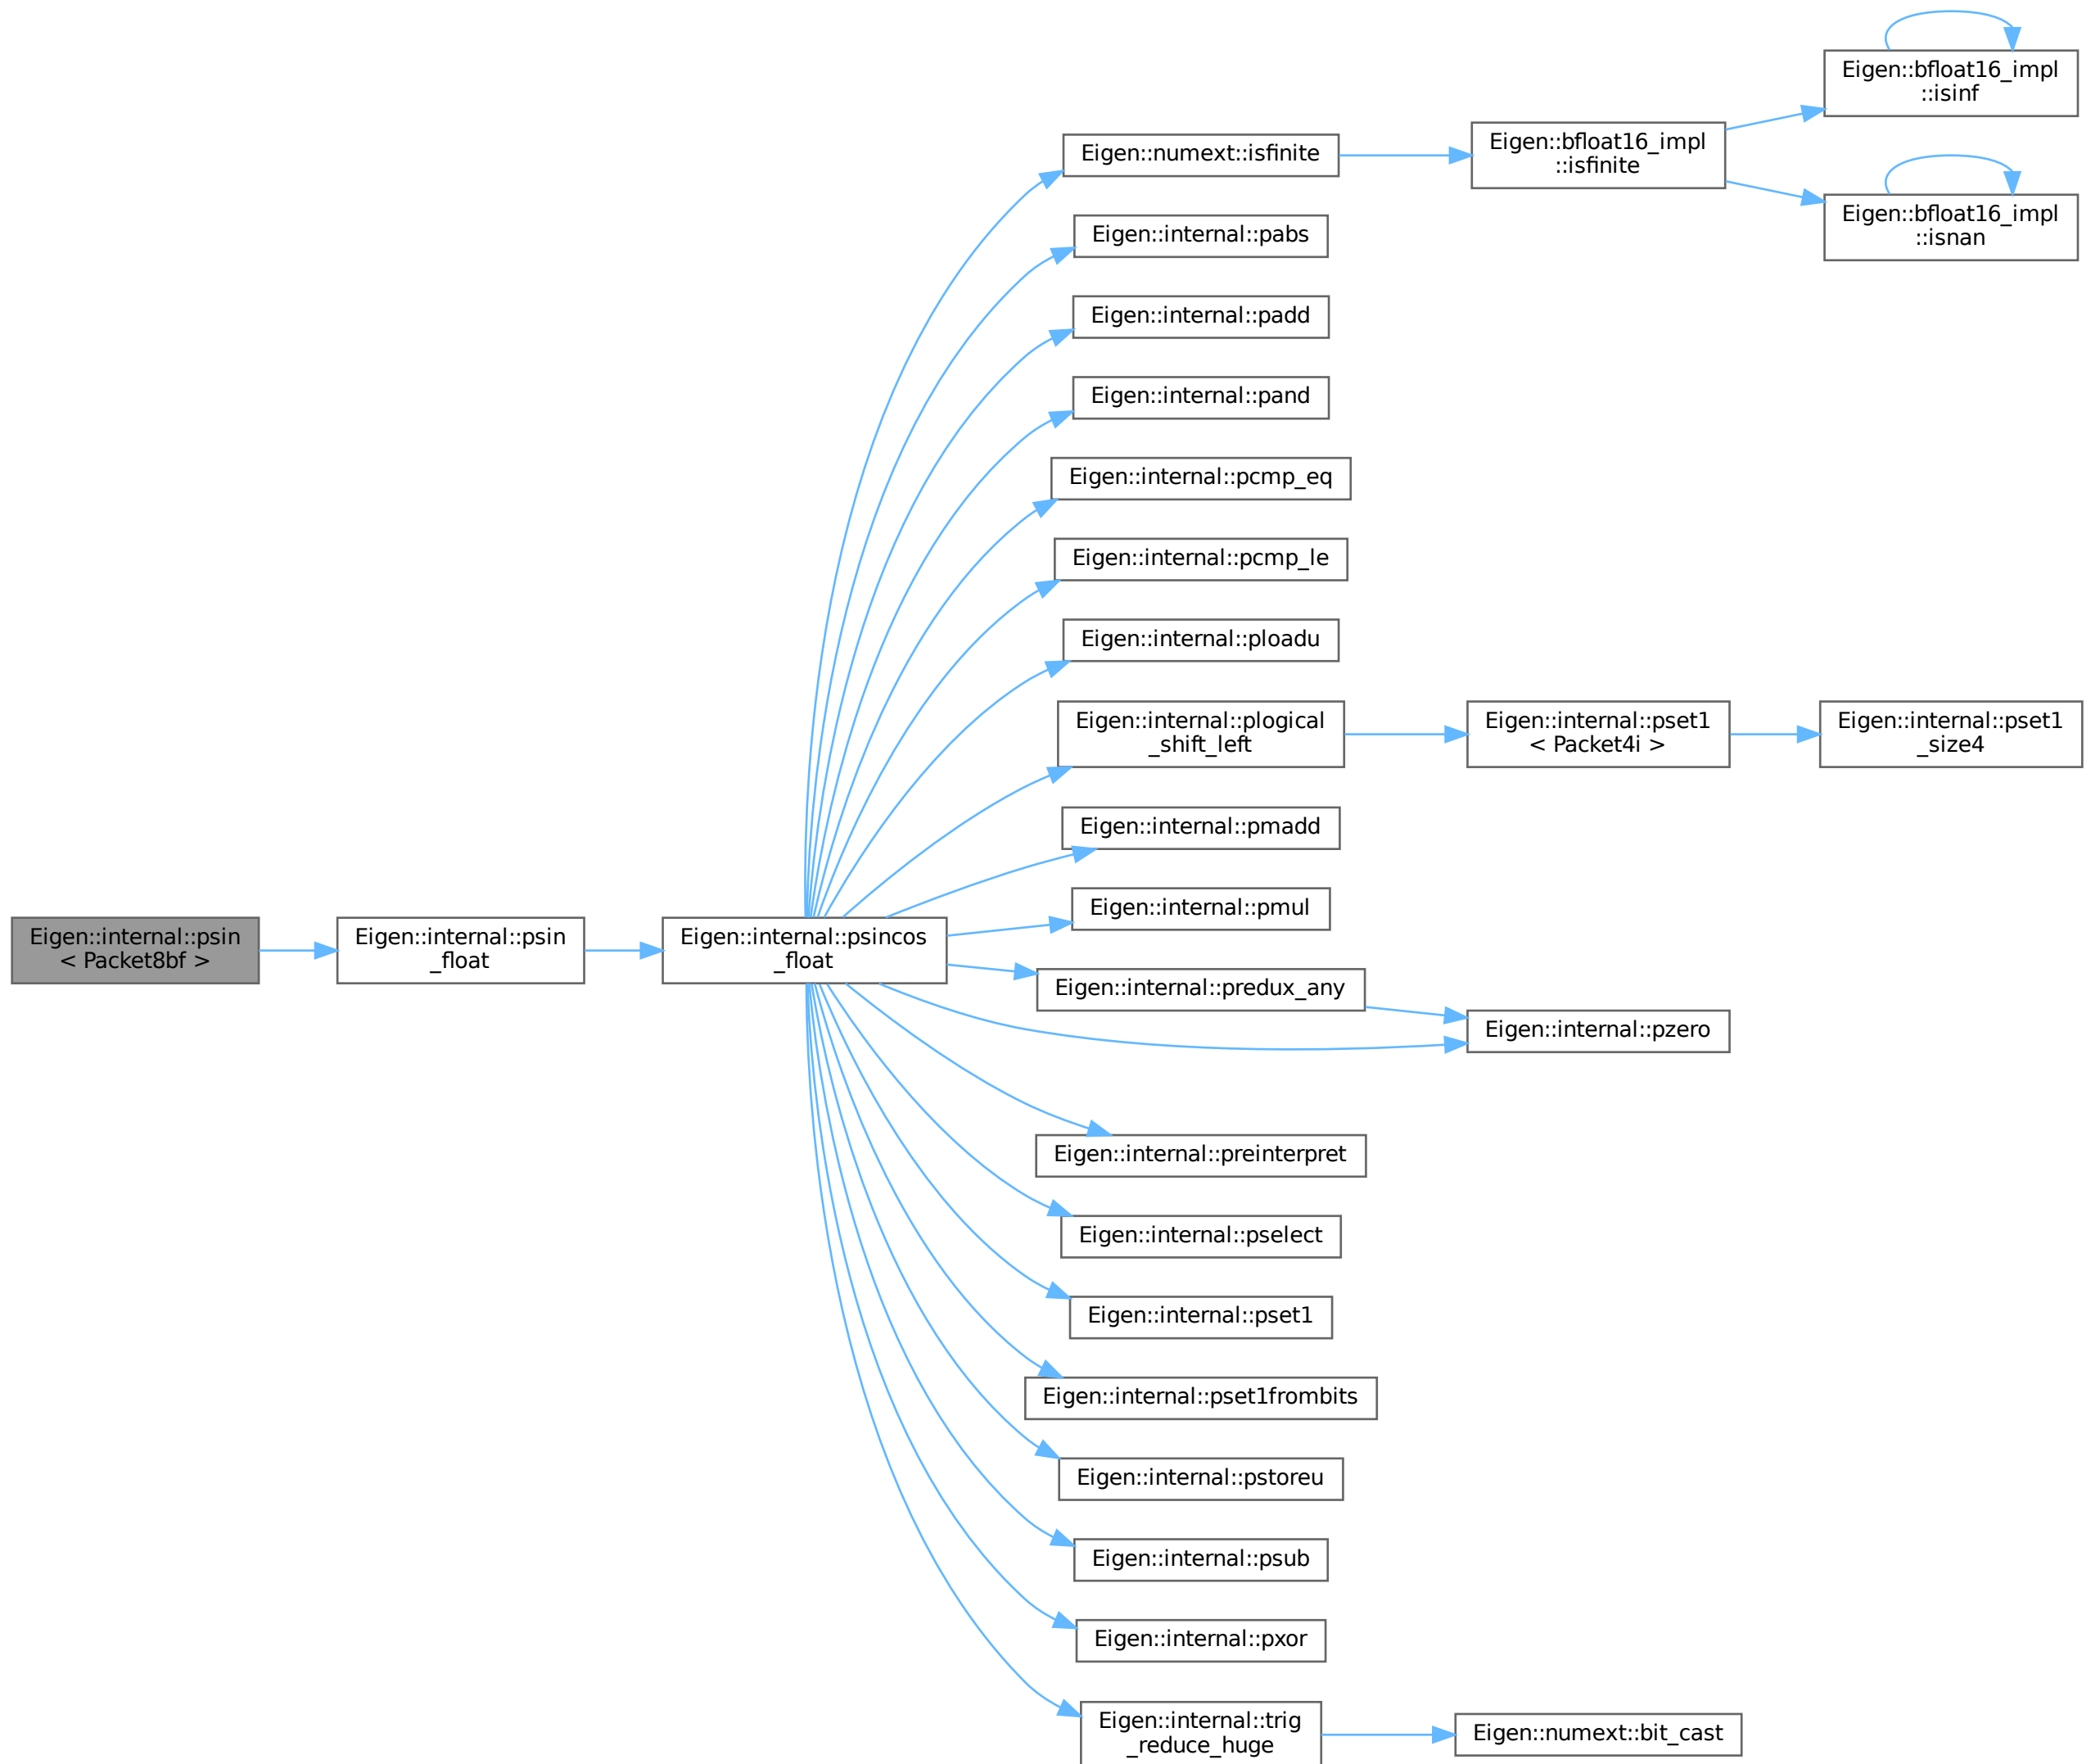 Eigen::bfloat16_impl
::isinf
Eigen::numext::isfinite
Eigen::bfloat16_impl
::isfinite
Eigen::bfloat16_impl
::isnan
Eigen::internal::pabs
Eigen::internal::padd
Eigen::internal::pand
Eigen::internal::pcmp_eq
Eigen::internal::pcmp_le
Eigen::internal::ploadu
Eigen::internal::plogical
_shift_left
Eigen::internal::pset1
< Packet4i >
Eigen::internal::pset1
_size4
Eigen::internal::pmadd
Eigen::internal::pmul
Eigen::internal::psin
< Packet8bf >
Eigen::internal::psin
_float
Eigen::internal::psincos
_float
Eigen::internal::predux_any
Eigen::internal::pzero
Eigen::internal::preinterpret
Eigen::internal::pselect
Eigen::internal::pset1
Eigen::internal::pset1frombits
Eigen::internal::pstoreu
Eigen::internal::psub
Eigen::internal::pxor
Eigen::internal::trig
_reduce_huge
Eigen::numext::bit_cast